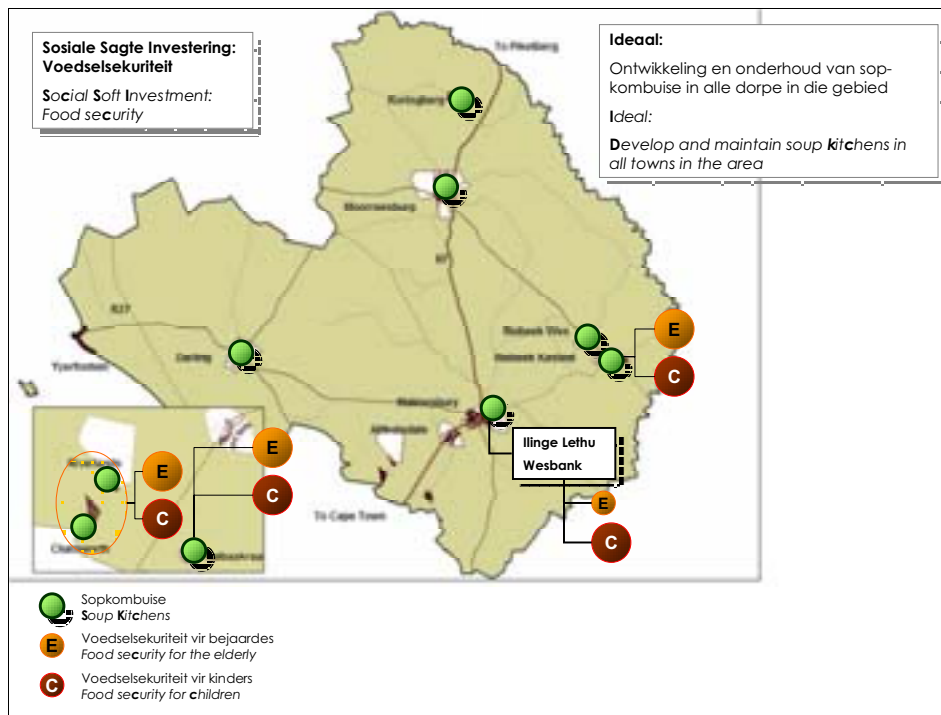 Sosiale Sagte Investering:
Voedselsekuriteit
Social Soft Investment:
Food security
Ideaal:
Ontwikkeling en onderhoud van sop-
kombuise in alle dorpe in die gebied
Ideal:
Develop and maintain soup kitchens in
all towns in the area
To Piketberg
Koringberg
Moorreesburg
N7
R27
Yzerfontein
Darling
Riebeek Wes
Riebeek Kasteel
E
C
Malmesbury
Abbotsdale
Ilinge Lethu
Wesbank
E
C
To Cape Town
E
C
E
C
Chatsworth
Sopkombuise
Soup Kitchens
E
Voedselsekuriteit vir bejaardes
Food security for the elderly
C
Voedselsekuriteit vir kinders
Food security for children